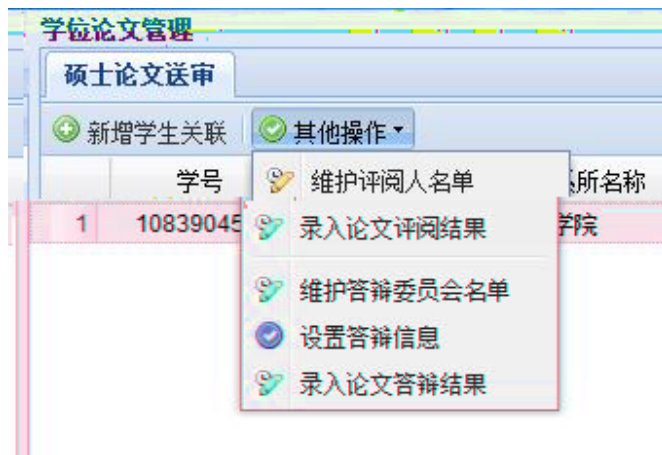 学位论文管理
硕士论文送审
新增学生关联 其他操作
学号 所名称
1 10839045 学院
维护评阅人名单
录入论文评阅结果
维护答辩委员会名单
设置答辩信息
录入论文答辩结果